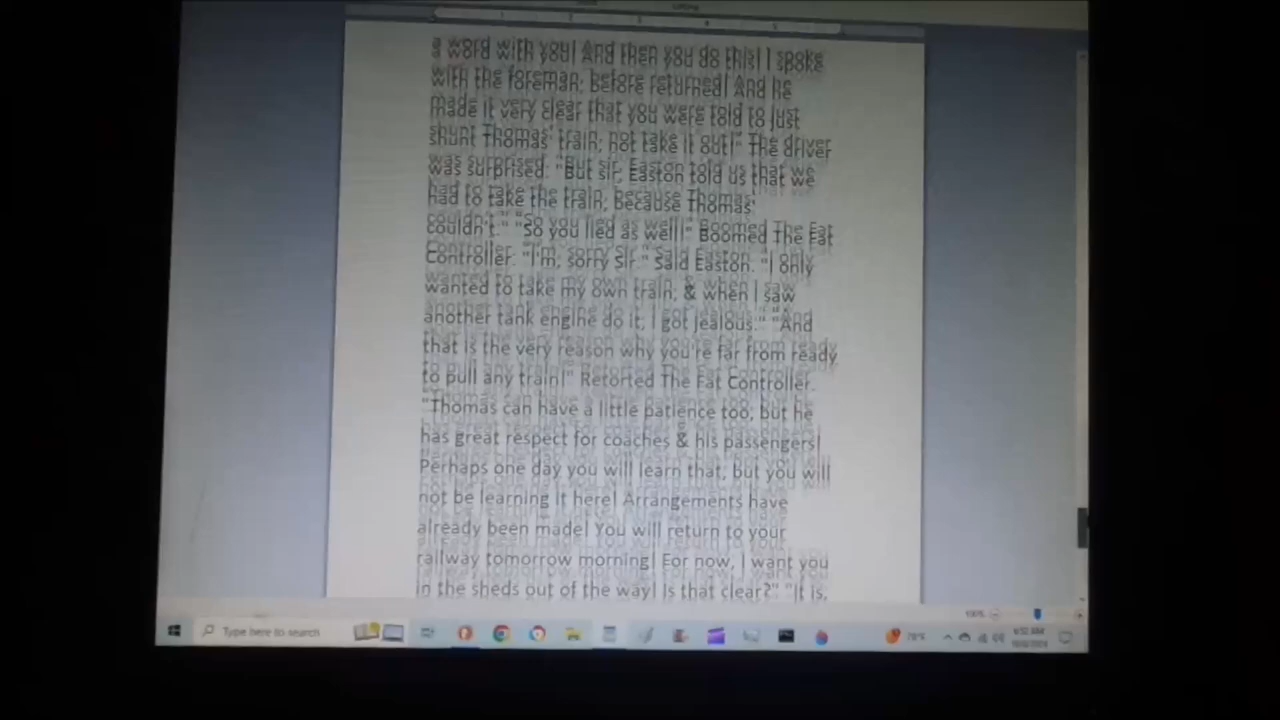 a word with you! And then you do this! I spoke
with the foreman; before returned! And he
made it very clear that you were told to just
shunt Thomas' train; not take it out!" The driver
was surprised. "But sir, Easton told us that we
had to take the train, because Thomas'
couldn't." "So you lied as well!" Boomed The Fat
Controller. "I'm, sorry Sir." Said Easton. "I only
wanted to take my own train, & when I saw
another tank engine do it, I got jealous." "And
that is the very reason why you're far from ready
to pull any train!" Retorted The Fat Controller.
"Thomas can have a little patience too, but he
has great respect for coaches & his passengers!
Perhaps one day you will learn that, but you will
not be learning it here! Arrangements have
already been made! You will return to your
railway tomorrow morning! For now, I want you
in the sheds out of the way! Is that clear?" "It is,
100%
Type here to search
78°F